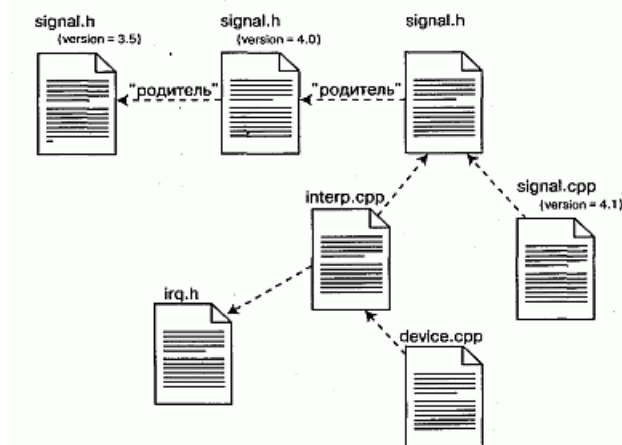 signal.h
{version = 3.5}
signal.h
{version = 4.0}
signal.h
"родитель"
"родитель"
interp.cpp
signal.cpp
{version = 4.1}
irq.h
device.cpp